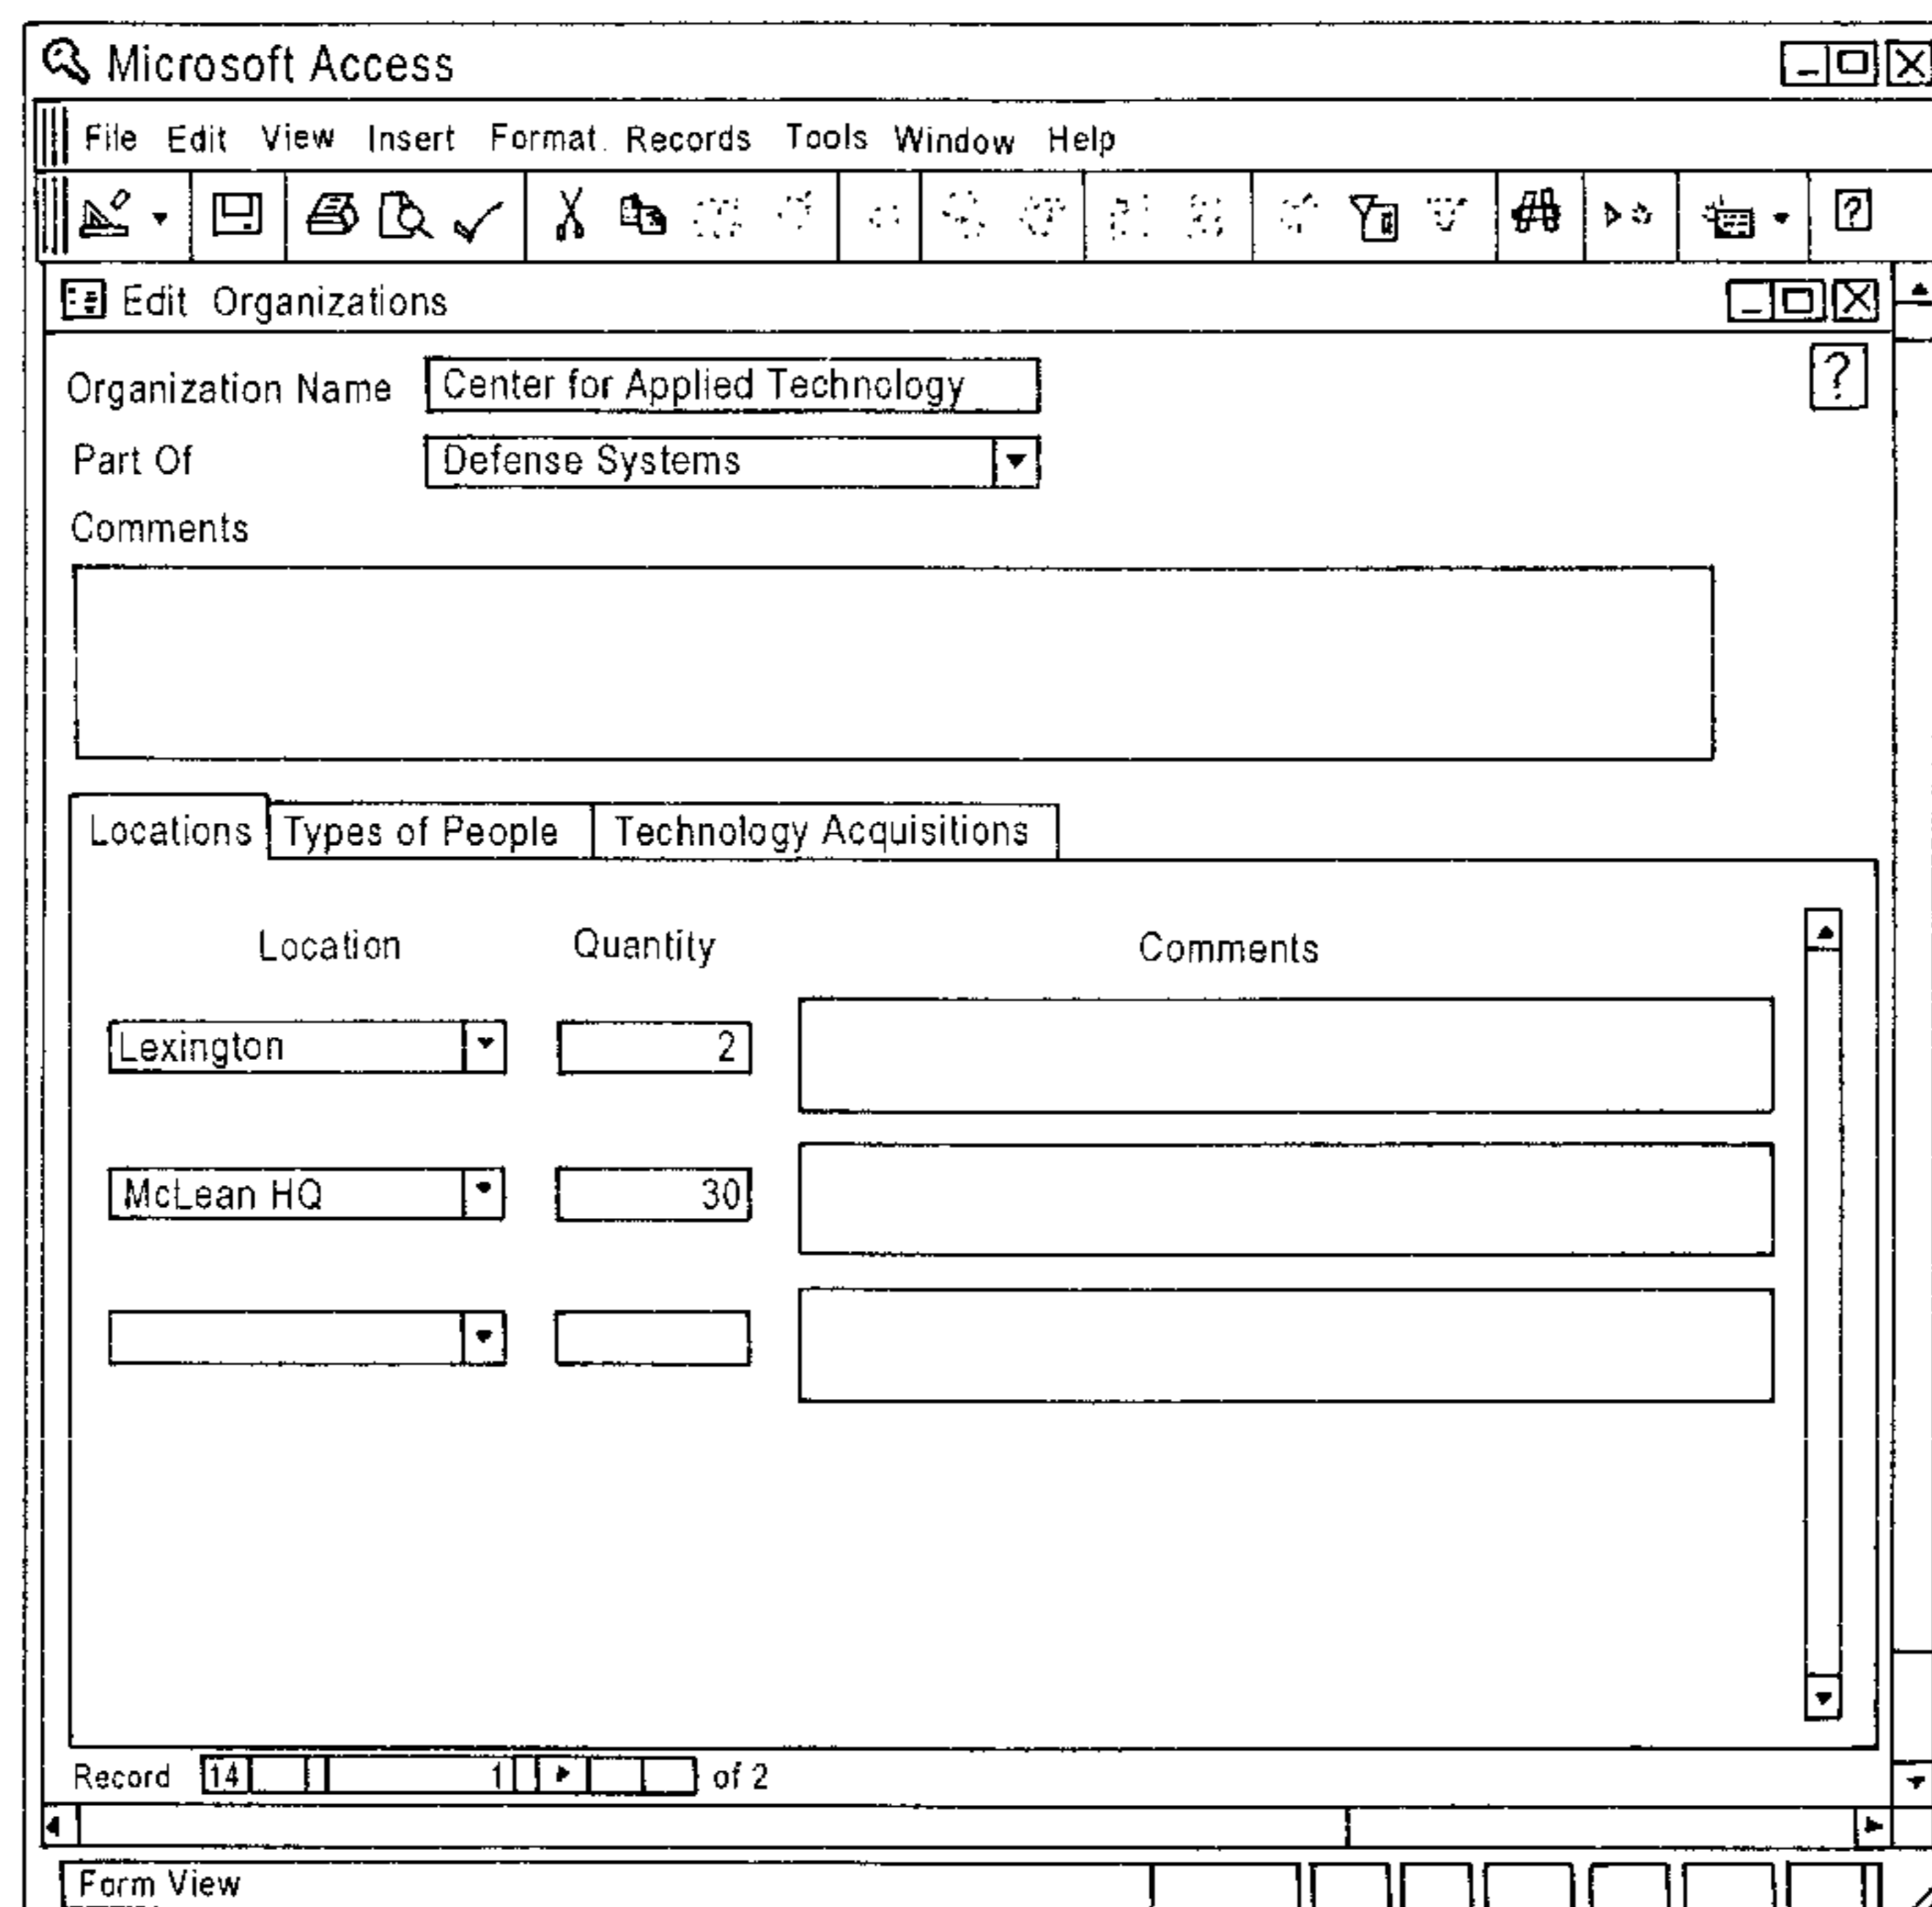 Microsoft Access
File Edit View Insert Format Records Tools Window Help
?
Edit Organizations
?
Organization Name Center for Applied Technology
Part Of Defense Systems
Comments
Locations Types of People Technology Acquisitions
Location Quantity Comments
Lexington 2
McLean HQ 30
Record 14 1 of 2
Form View